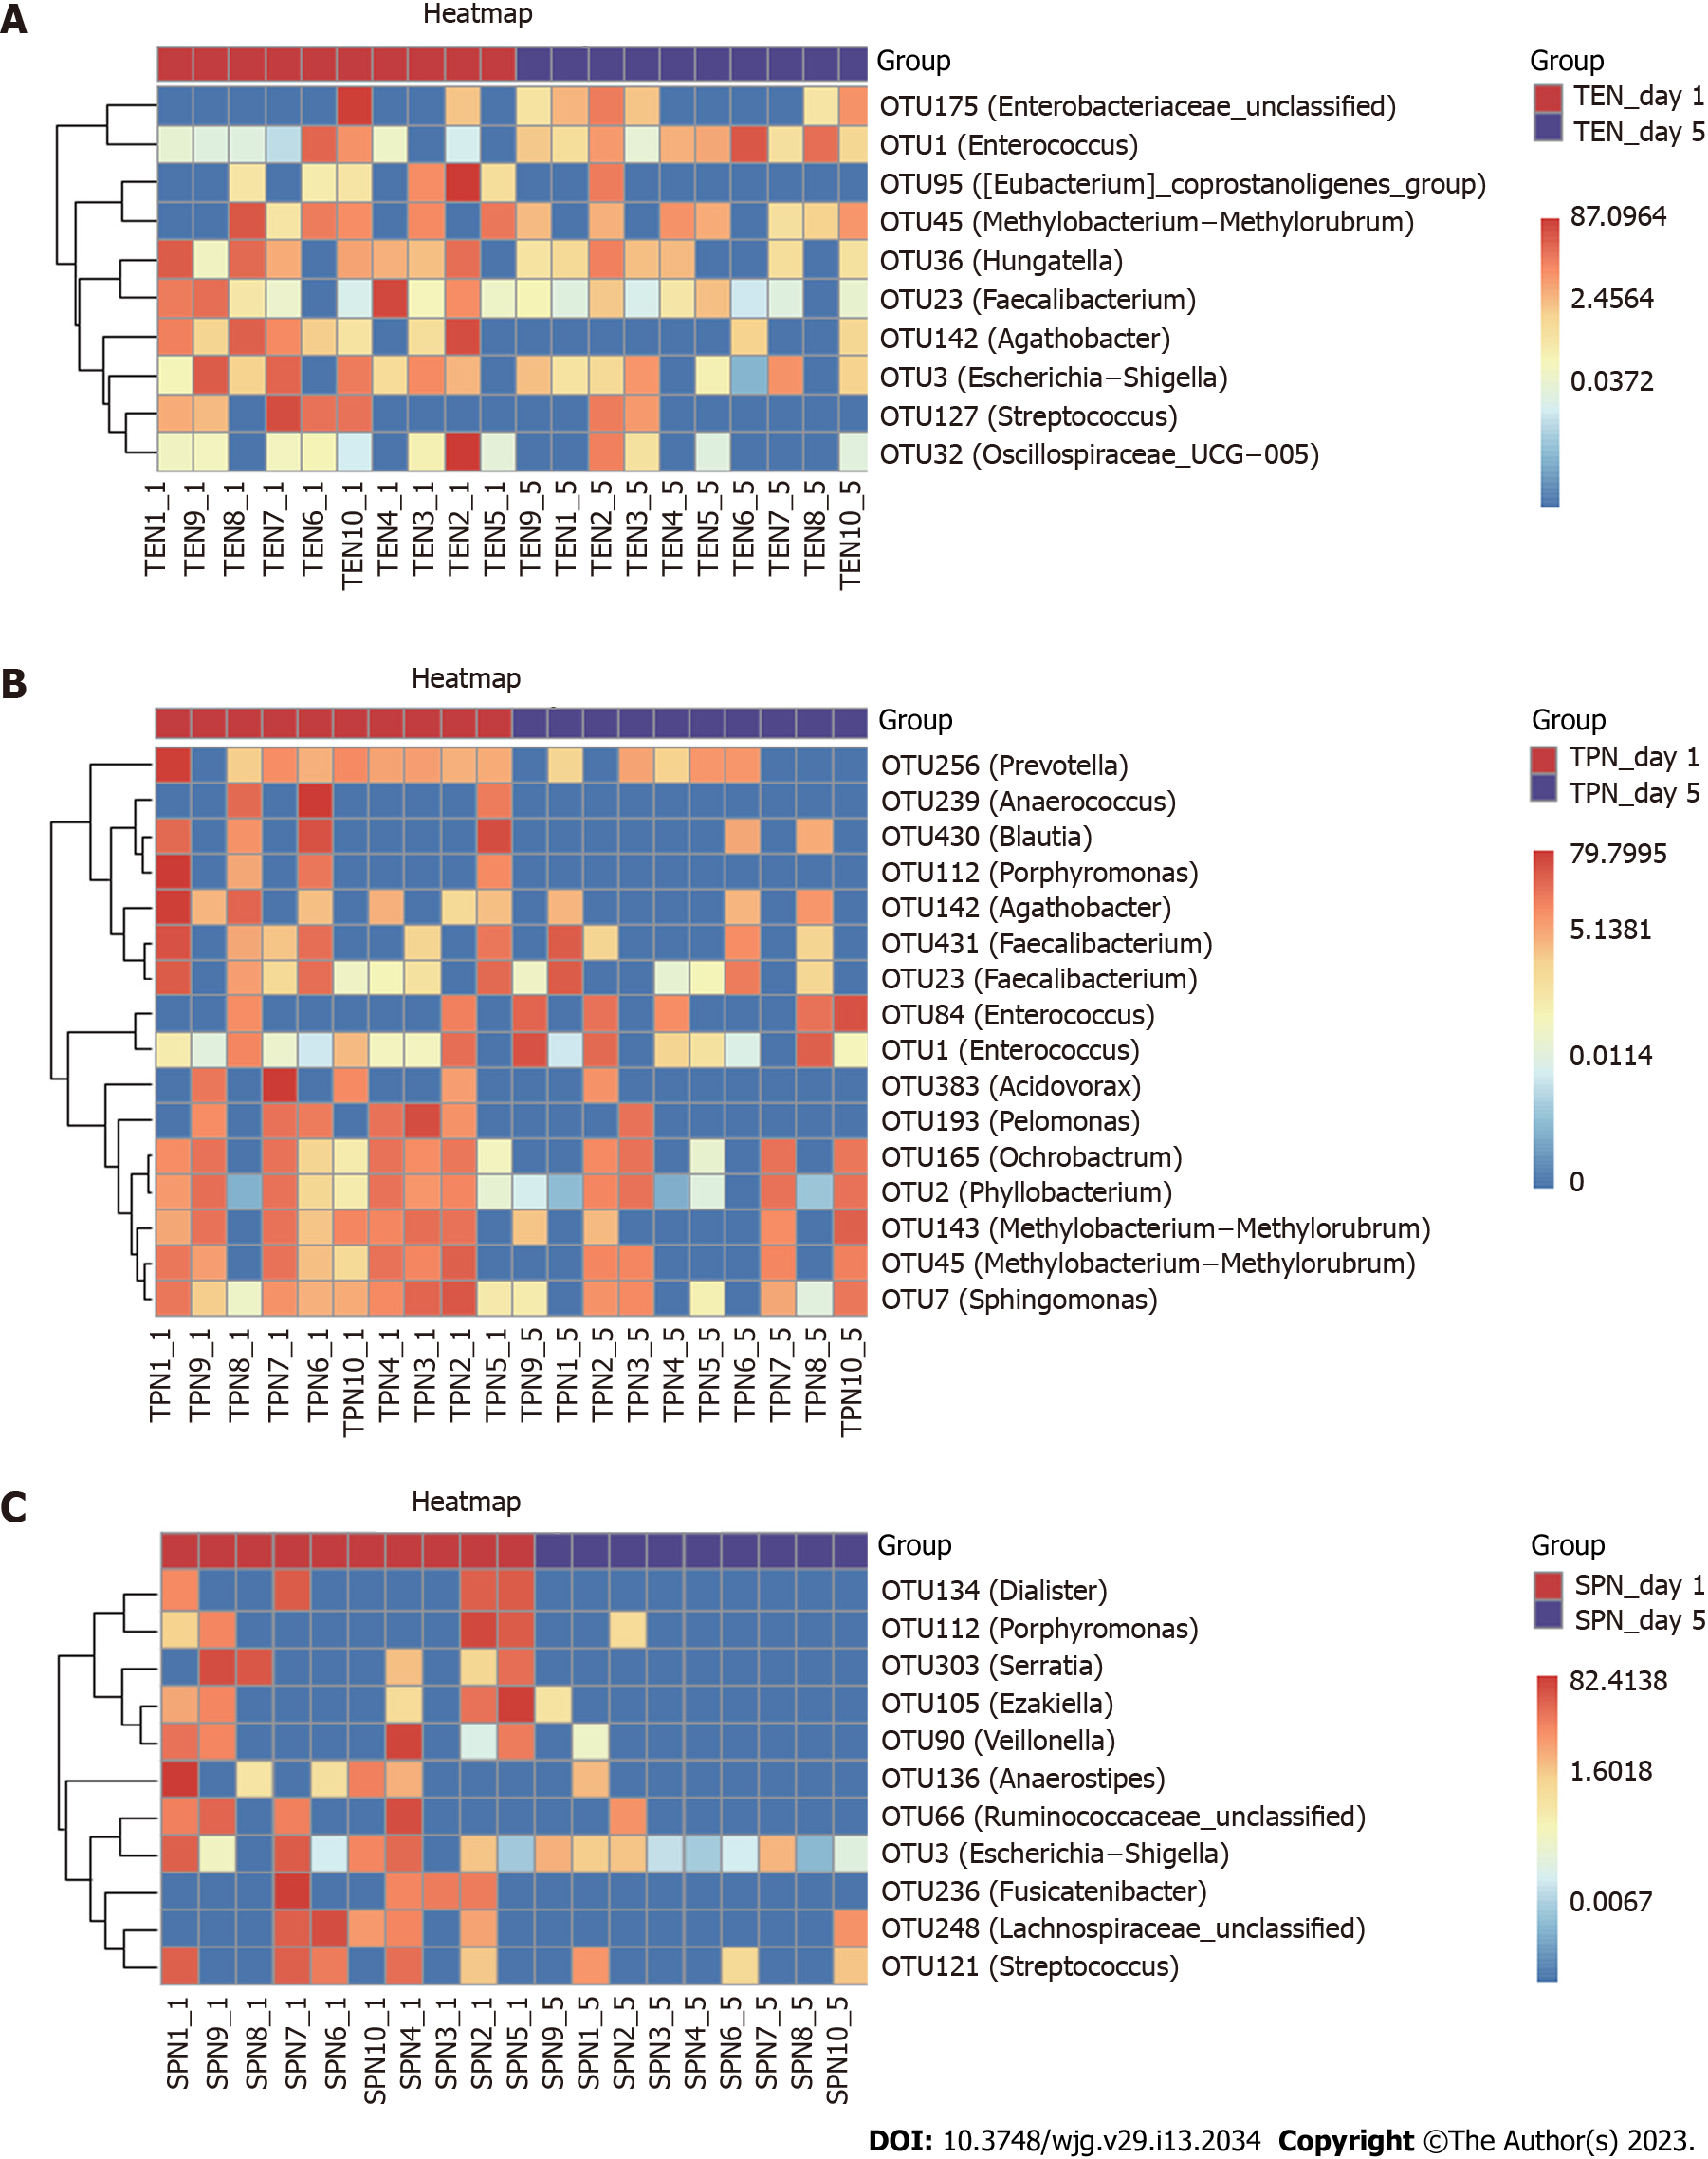 A
Heatmap
Group
OTU175 (Enterobacteriaceae_unclassified)
OTU1 (Enterococcus)
OTU95 ([Eubacterium]_coprostanoligenes_group)
OTU45 (Methylobacterium−Methylorubrum)
OTU36 (Hungatella)
OTU23 (Faecalibacterium)
OTU142 (Agathobacter)
OTU3 (Escherichia−Shigella)
OTU127 (Streptococcus)
OTU32 (Oscillospiraceae_UCG−005)
TEN1_1
TEN9_1
TEN8_1
TEN7_1
TEN6_1
TEN10_1
TEN4_1
TEN3_1
TEN2_1
TEN5_1
TEN9_5
TEN1_5
TEN2_5
TEN3_5
TEN4_5
TEN5_5
TEN6_5
TEN7_5
TEN8_5
TEN10_5
Group
TEN_day 1
TEN_day 5
87.0964
2.4564
0.0372
B
Heatmap
Group
OTU256 (Prevotella)
OTU239 (Anaerococcus)
OTU430 (Blautia)
OTU112 (Porphyromonas)
OTU142 (Agathobacter)
OTU431 (Faecalibacterium)
OTU23 (Faecalibacterium)
OTU84 (Enterococcus)
OTU1 (Enterococcus)
OTU383 (Acidovorax)
OTU193 (Pelomonas)
OTU165 (Ochrobactrum)
OTU2 (Phyllobacterium)
OTU143 (Methylobacterium−Methylorubrum)
OTU45 (Methylobacterium−Methylorubrum)
OTU7 (Sphingomonas)
TPN1_1
TPN9_1
TPN8_1
TPN7_1
TPN6_1
TPN10_1
TPN4_1
TPN3_1
TPN2_1
TPN5_1
TPN9_5
TPN1_5
TPN2_5
TPN3_5
TPN4_5
TPN5_5
TPN6_5
TPN7_5
TPN8_5
TPN10_5
Group
TPN_day 1
TPN_day 5
79.7995
5.1381
0.0114
0
C
Heatmap
Group
OTU134 (Dialister)
OTU112 (Porphyromonas)
OTU303 (Serratia)
OTU105 (Ezakiella)
OTU90 (Veillonella)
OTU136 (Anaerostipes)
OTU66 (Ruminococcaceae_unclassified)
OTU3 (Escherichia−Shigella)
OTU236 (Fusicatenibacter)
OTU248 (Lachnospiraceae_unclassified)
OTU121 (Streptococcus)
SPN1_1
SPN9_1
SPN8_1
SPN7_1
SPN6_1
SPN10_1
SPN4_1
SPN3_1
SPN2_1
SPN5_1
SPN9_5
SPN1_5
SPN2_5
SPN3_5
SPN4_5
SPN6_5
SPN7_5
SPN8_5
SPN10_5
Group
SPN_day 1
SPN_day 5
82.4138
1.6018
0.0067
DOI: 10.3748/wjg.v29.i13.2034 Copyright ©The Author(s) 2023.